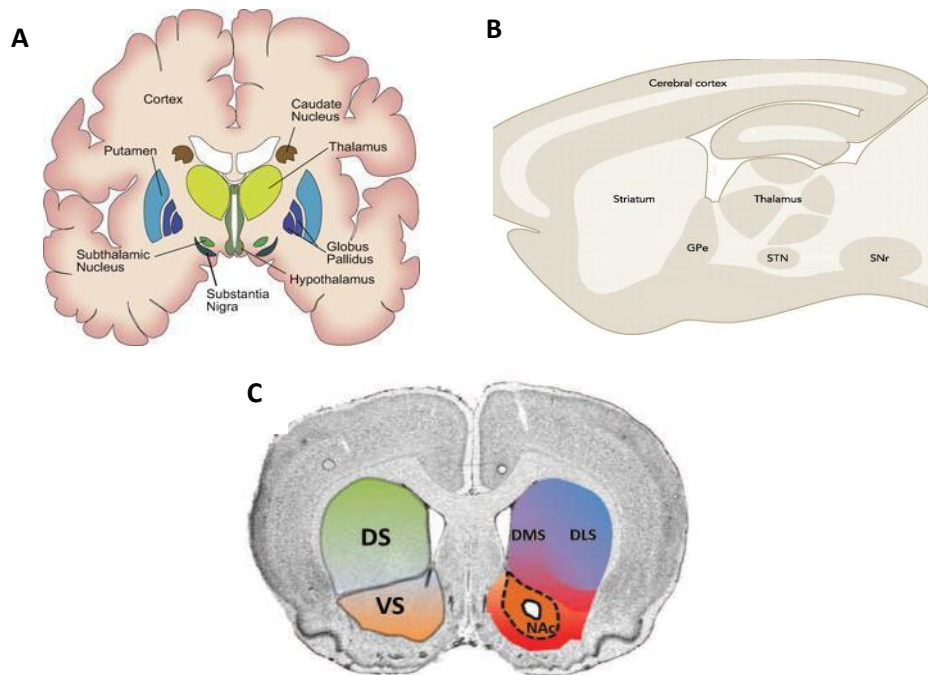 A
Cortex
Caudate
Nucleus
Putamen
Thalamus
Subthalamic
Nucleus
Globus
Pallidus
Hypothalamus
Substantia
Nigra
B
Cerebral cortex
Striatum
Thalamus
GPe
STN
SNr
C
DS
DMS
DLS
VS
NAc